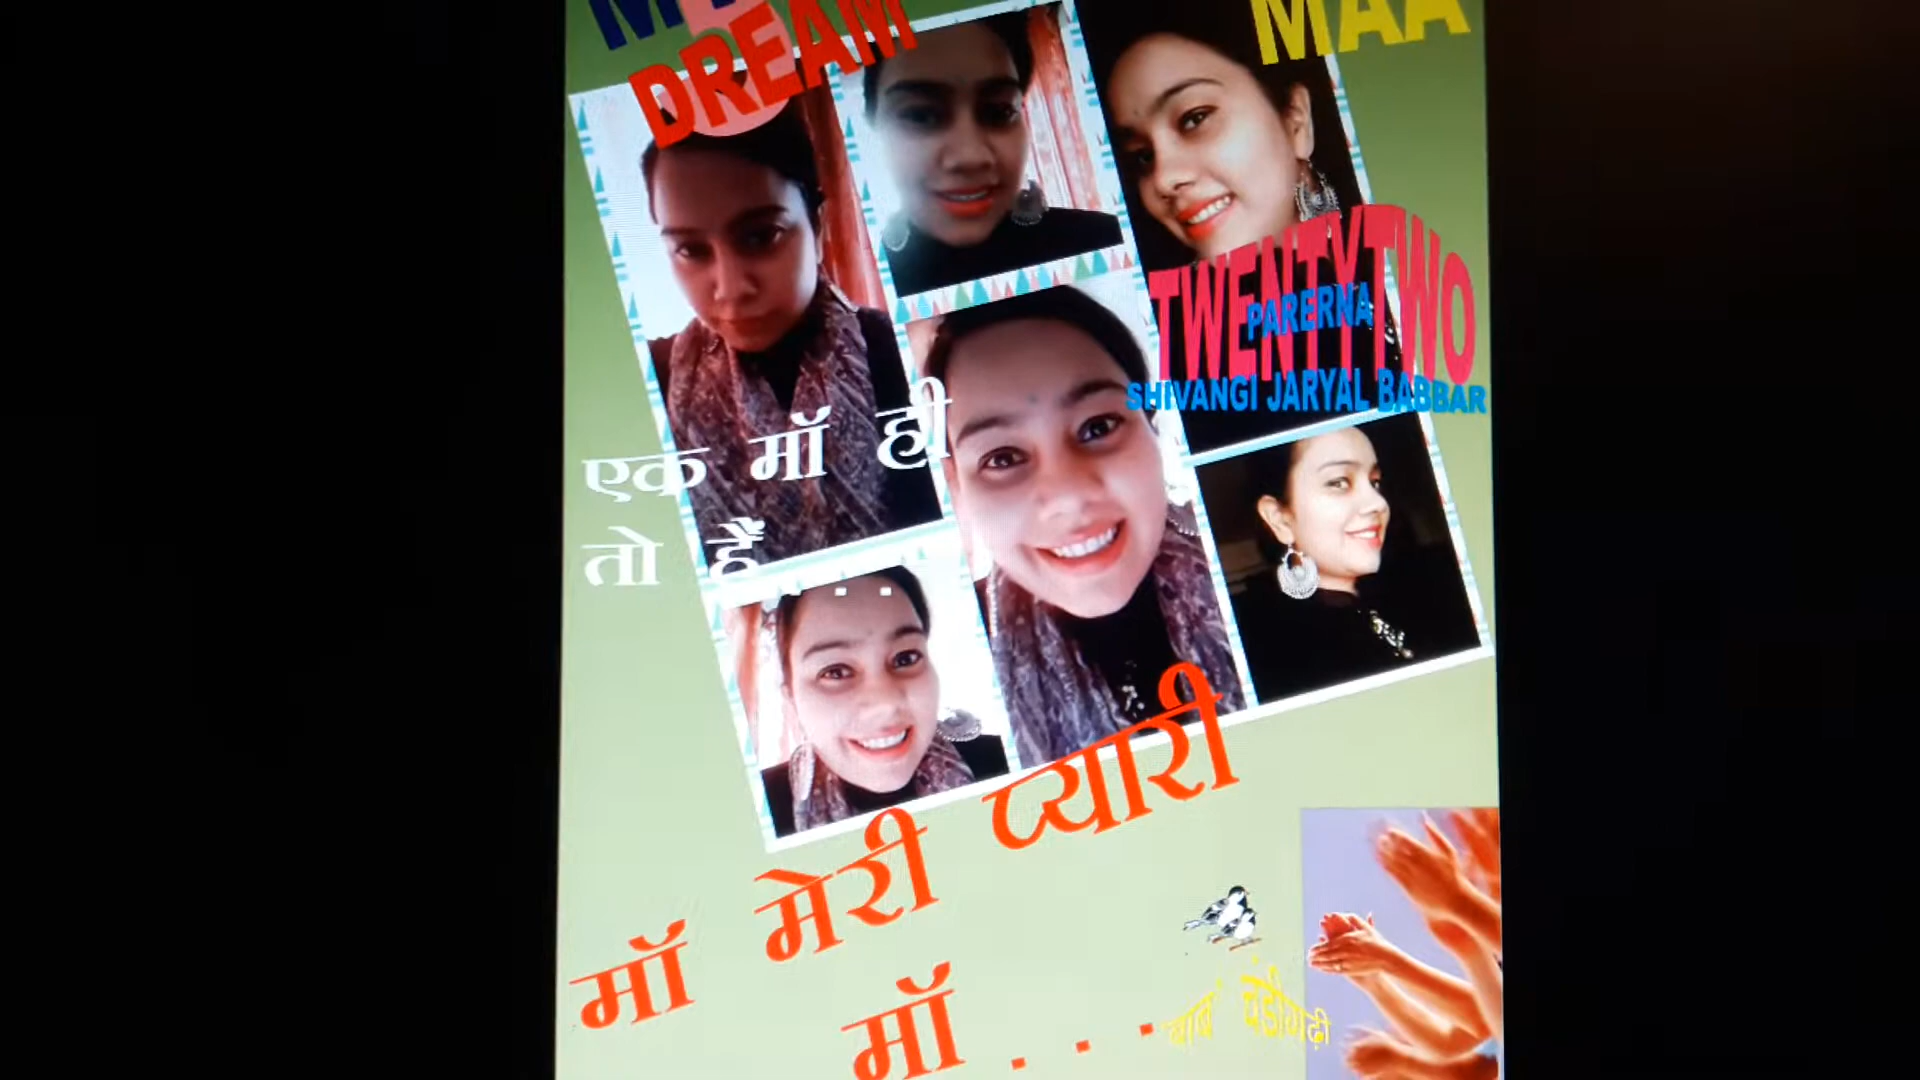 DREAM
MAA
TWENTYTWO
PARERNA
SHIVANGI JARYAL BABBAR
एक मॉ ही
तो हैं . . .
मॉ मेरी प्यारी
मॉ . . .